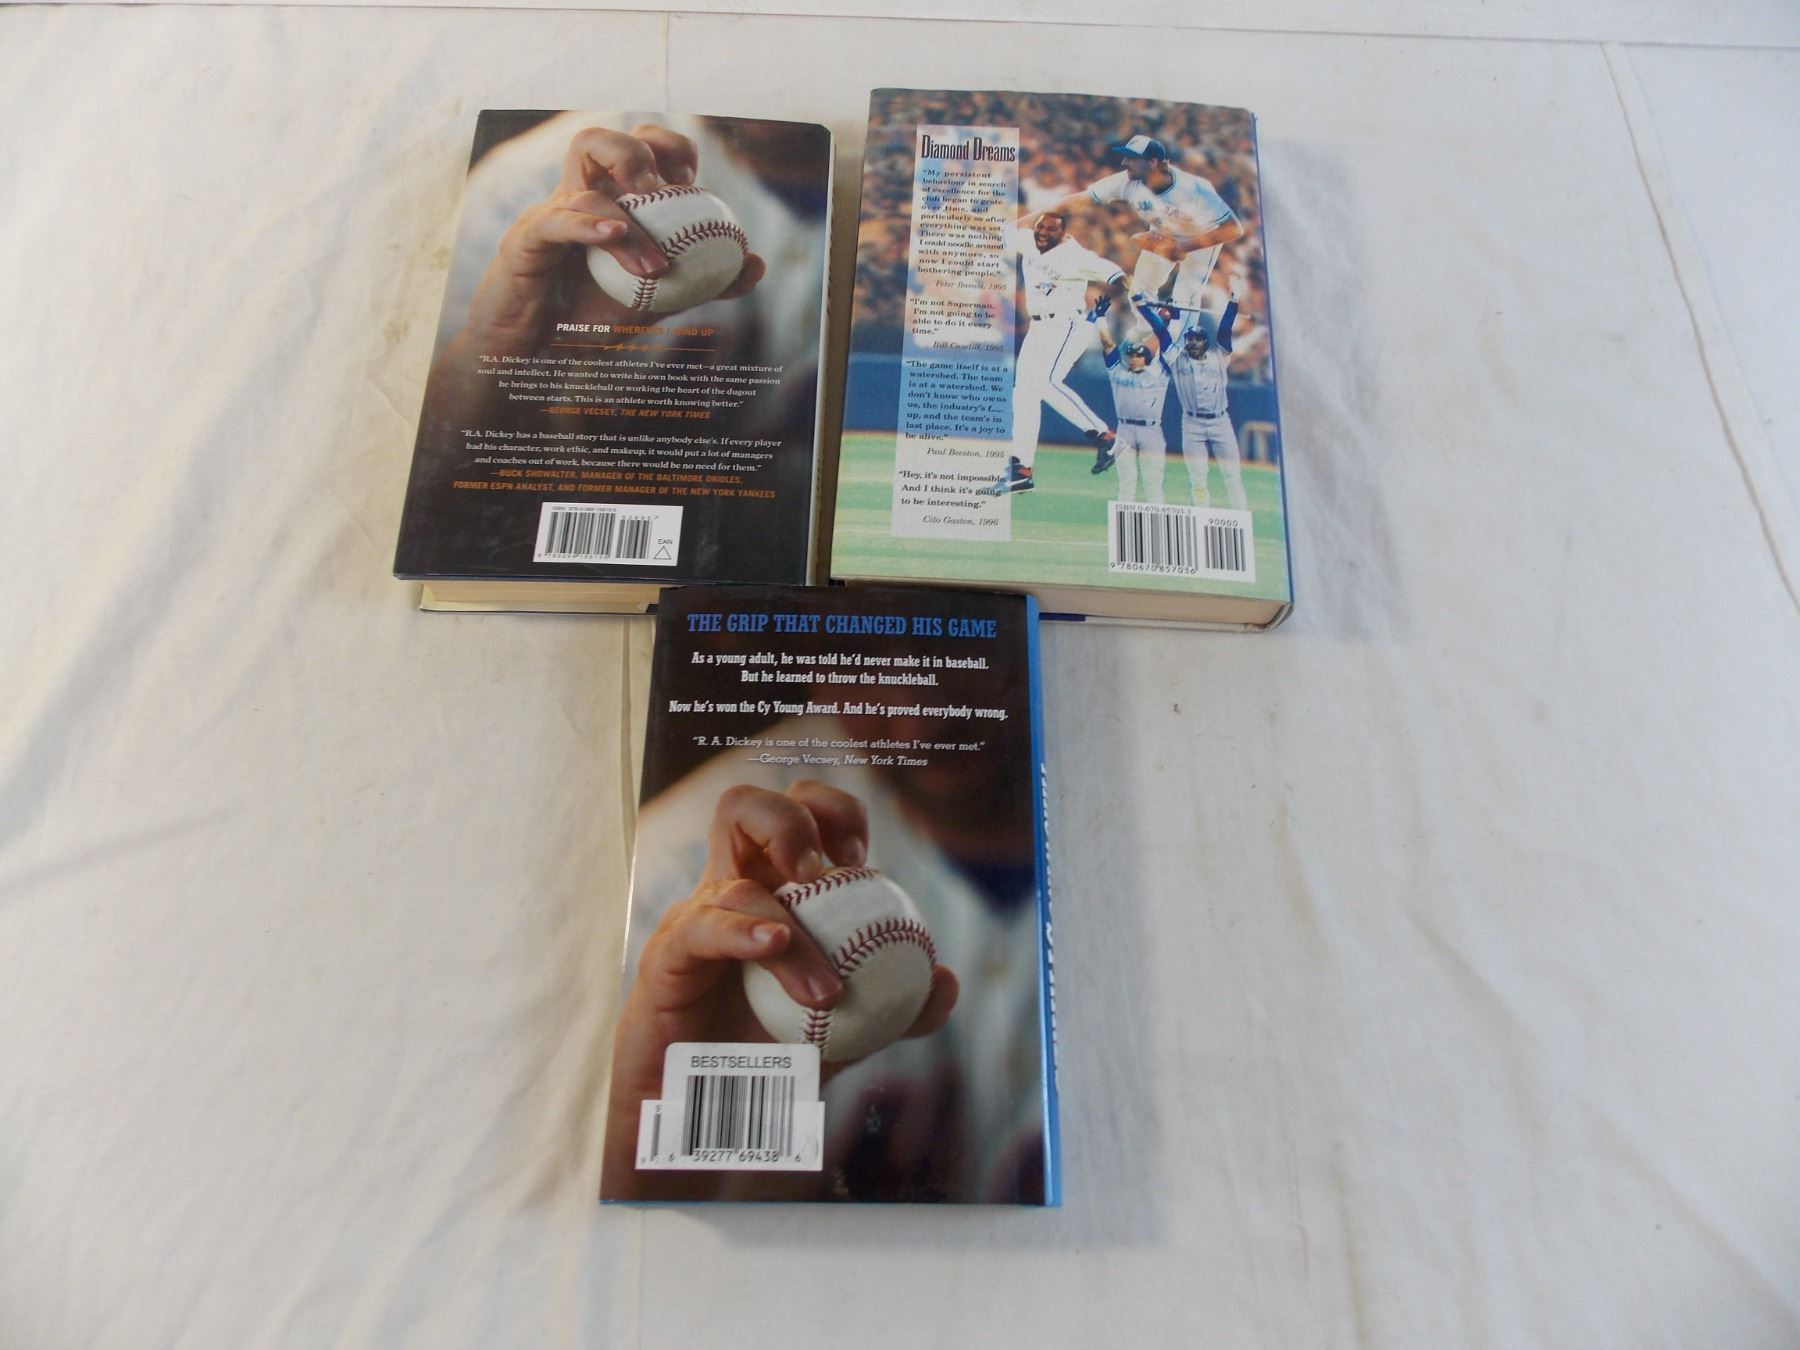 PRAISE FOR WHEREVER I WIND UP
"R.A. Dickey is one of the coolest athletes I've ever met—a great mixture of
soul and intellect. He wanted to write his own book with the same passion
he brings to his knuckleball or working the heart of the dugout
between starts. This is an athlete worth knowing better."
—GEORGE VECSEY, THE NEW YORK TIMES
"R.A. Dickey has a baseball story that is unlike anybody else's. If every player
had his character, work ethic, and makeup, it would put a lot of managers
and coaches out of work, because there would be no need for them."
—BUCK SHOWALTER, MANAGER OF THE BALTIMORE ORIOLES,
FORMER ESPN ANALYST, AND FORMER MANAGER OF THE NEW YORK YANKEES
EAN
Diamond Dreams
"My persistent
behaviour in search
of excellence for the
club began to grate
over time, and
particularly so after
everything was set.
There was nothing
I could noodle around
with anymore, so
now I could start
bothering people."
Peter Bavasi, 1995
"I'm not Superman.
I'm not going to be
able to do it every
time."
Bill Caudill, 1995
"The game itself is at a
watershed. The team
is at a watershed. We
don't know who owns
us, the industry's f.....
up, and the team's in
last place. It's a joy to
be alive."
Paul Beeston, 1995
"Hey, it's not impossible.
And I think it's going
to be interesting."
Cito Gaston, 1996
ISBN 0-670-85703-3
90000
9 780670 857036
THE GRIP THAT CHANGED HIS GAME
As a young adult, he was told he'd never make it in baseball.
But he learned to throw the knuckleball.
Now he's won the Cy Young Award. And he's proved everybody wrong.
"R. A. Dickey is one of the coolest athletes I've ever met."
—George Vecsey, New York Times
BESTSELLERS
6 39277 69438 6